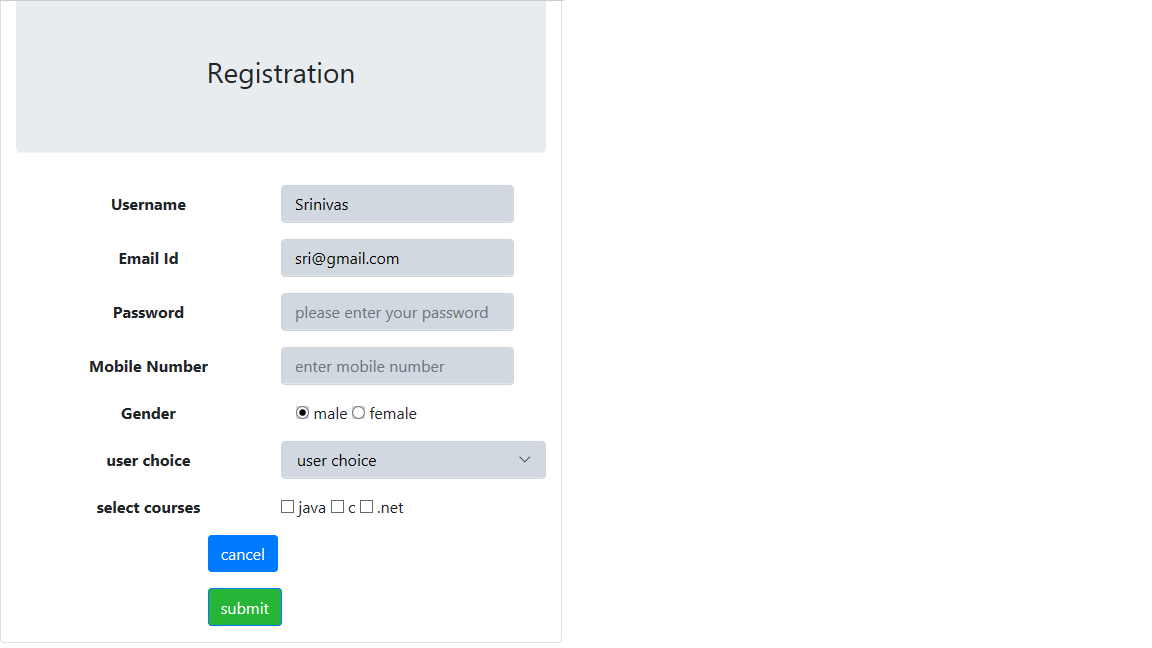 Registration
Username Srinivas
Email Id sri@gmail.com
Password please enter your password
Mobile Number enter mobile number
Gender male female
user choice user choice
select courses java c .net
cancel
submit